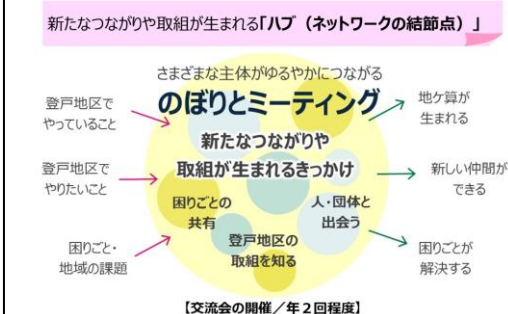 新たなつながりや取組が生まれる「ハブ（ネットワークの結節点）」
さまざまな主体がゆるやかにつながる
のぼりとミーティング
新たなつながりや
取組が生まれるきっかけ
登戸地区で
やっていること
登戸地区で
やりたいこと
困りごと・
地域の課題
困りごとの
共有
登戸地区の
取組を知る
人・団体と
出会う
地ケ算が
生まれる
新しい仲間が
できる
困りごとが
解決する
【交流会の開催／年２回程度】